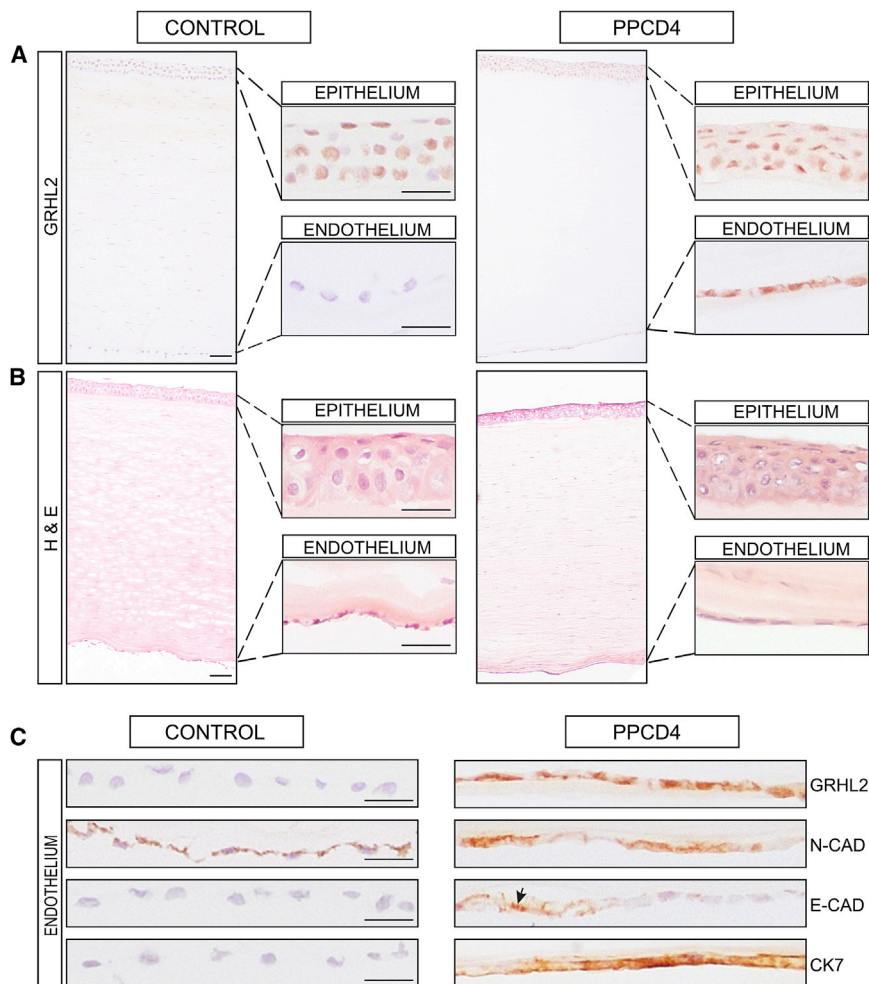 CONTROL
PPCD4
A
GRHL2
EPITHELIUM
EPITHELIUM
ENDOTHELIUM
ENDOTHELIUM
B
H & E
EPITHELIUM
EPITHELIUM
ENDOTHELIUM
ENDOTHELIUM
C
CONTROL
PPCD4
ENDOTHELIUM
GRHL2
N-CAD
E-CAD
CK7